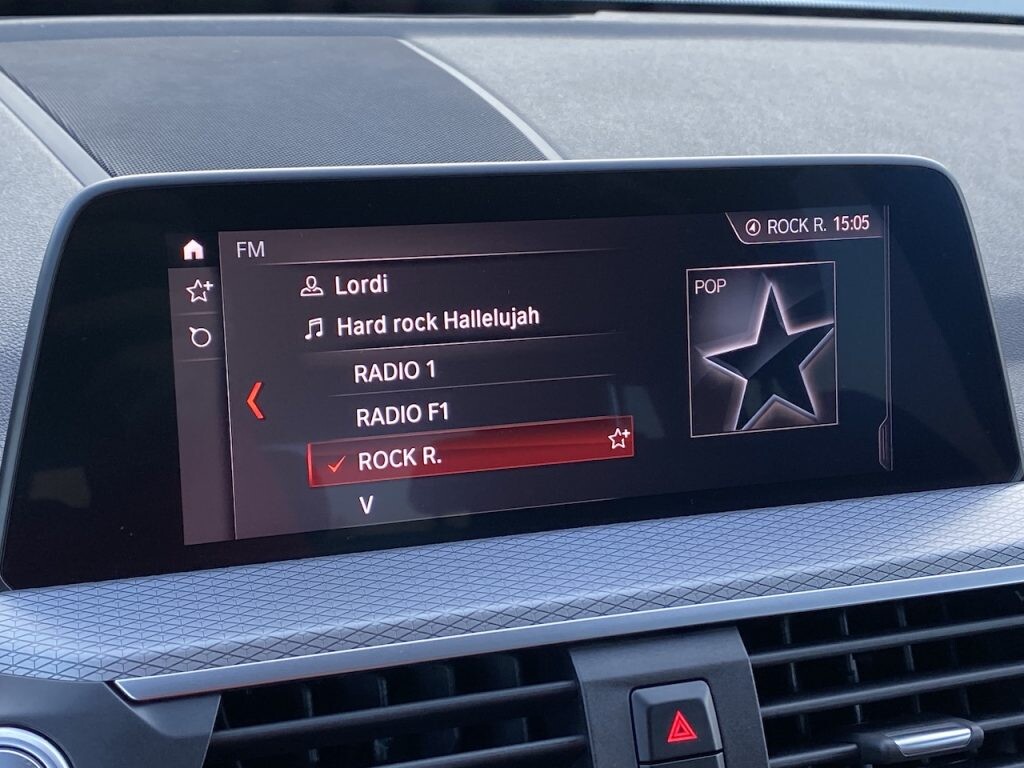 FM
ROCK R. 15:05
Lordi
Hard rock Hallelujah
POP
RADIO 1
RADIO F1
ROCK R.
V